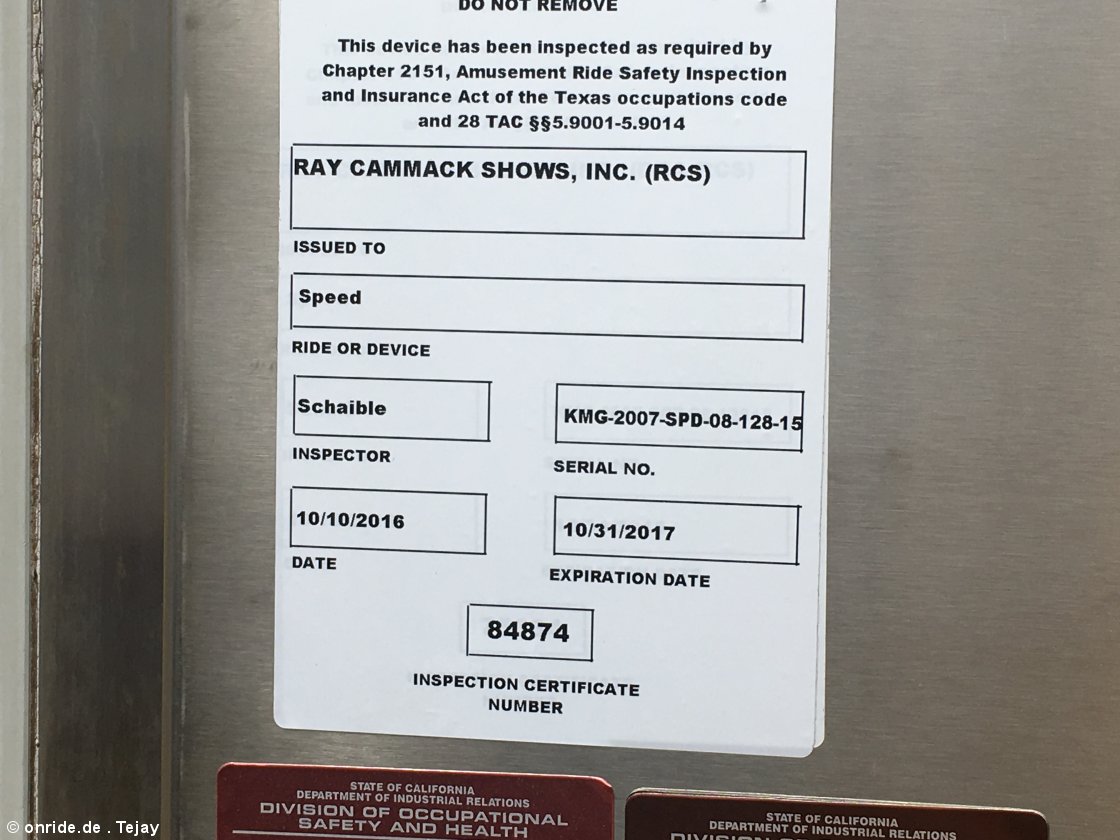 DO NOT REMOVE
This device has been inspected as required by
Chapter 2151, Amusement Ride Safety Inspection
and Insurance Act of the Texas occupations code
and 28 TAC §§5.9001-5.9014
RAY CAMMACK SHOWS, INC. (RCS)
ISSUED TO
Speed
RIDE OR DEVICE
Schaible
KMG-2007-SPD-08-128-15
INSPECTOR
SERIAL NO.
10/10/2016
10/31/2017
DATE
EXPIRATION DATE
84874
INSPECTION CERTIFICATE
NUMBER
STATE OF CALIFORNIA
DEPARTMENT OF INDUSTRIAL RELATIONS
DIVISION OF OCCUPATIONAL
SAFETY AND HEALTH
STATE OF CALIFORNIA
DEPARTMENT OF INDUSTRIAL RELATIONS
© onride.de . Tejay